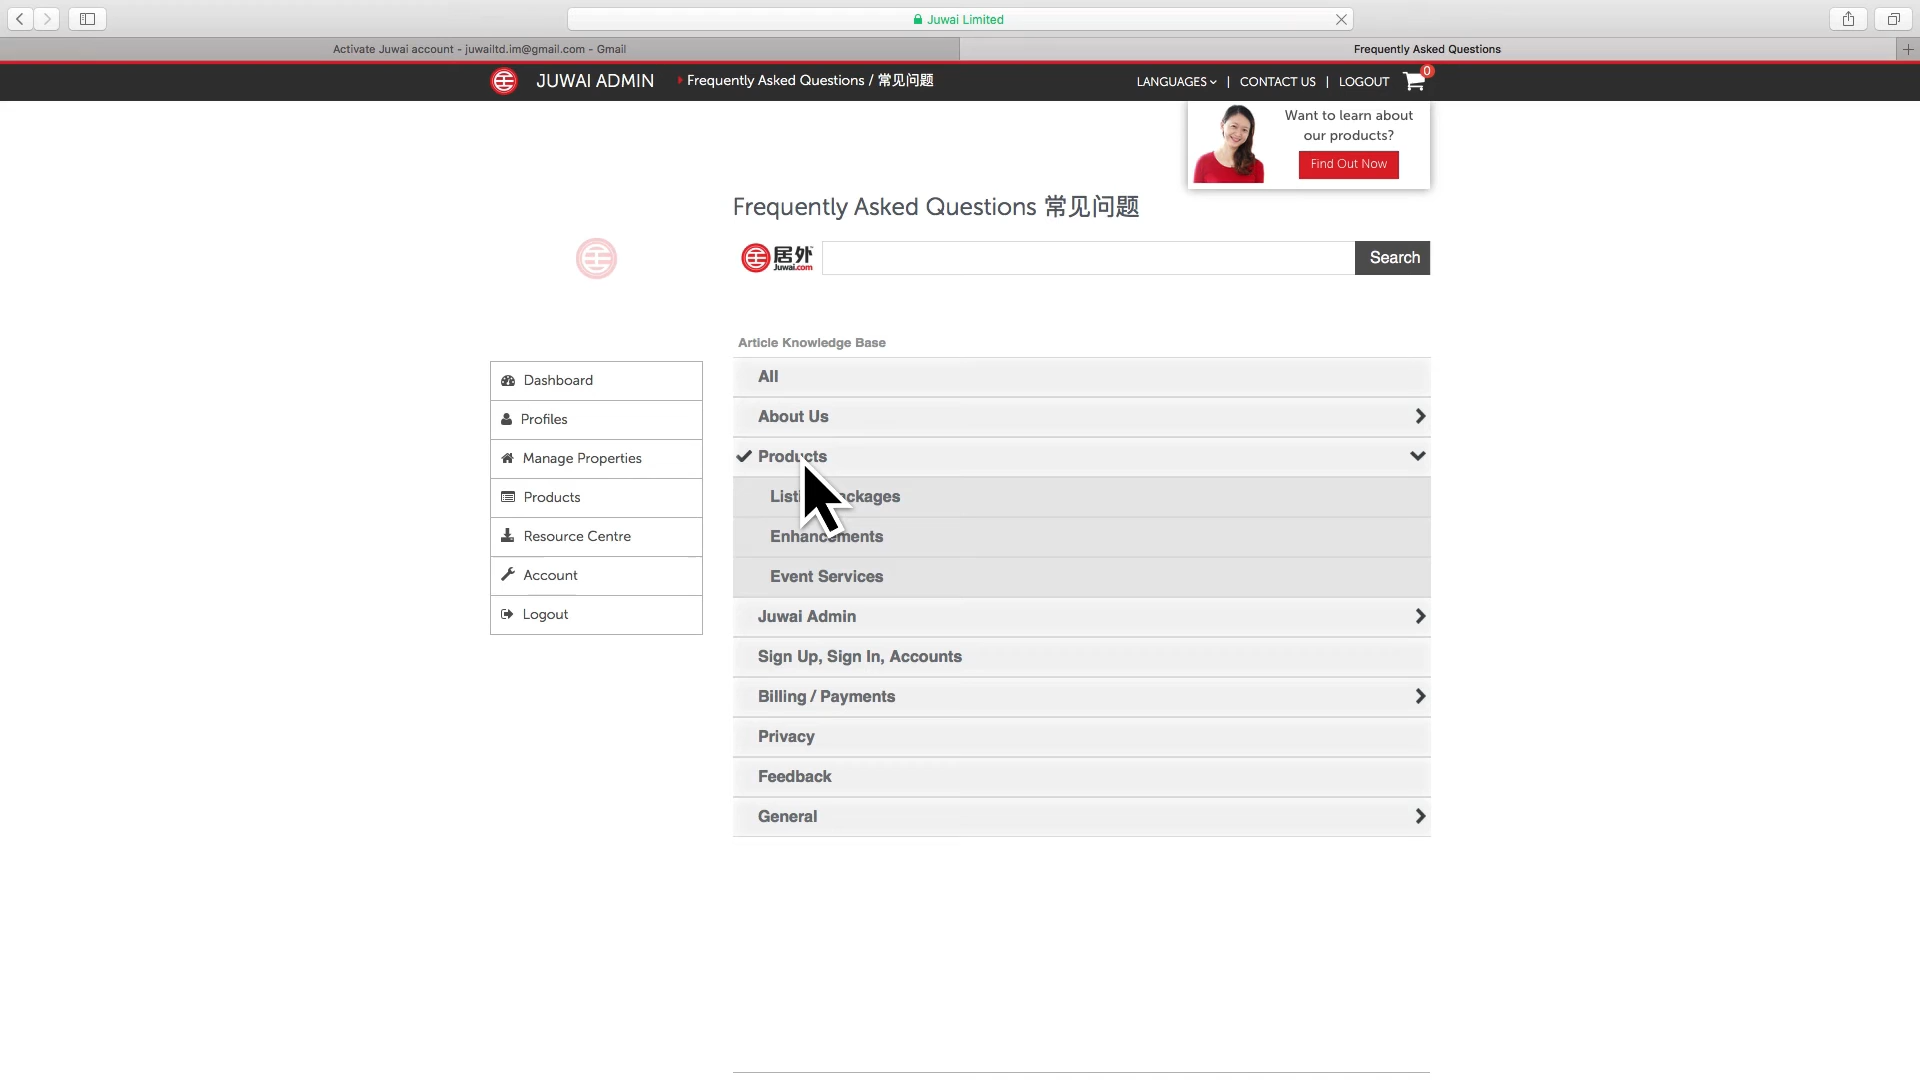 Juwai Limited
Activate Juwai account - juwailtd.im@gmail.com - Gmail
Frequently Asked Questions
JUWAI ADMIN
Frequently Asked Questions / 常见问题
LANGUAGES | CONTACT US | LOGOUT 0
Want to learn about
our products?
Find Out Now
Frequently Asked Questions 常见问题
居外
Juwai.com
Search
Article Knowledge Base
Dashboard
Profiles
Manage Properties
Products
Resource Centre
Account
Logout
All
About Us
Products
Enhancements
Event Services
Juwai Admin
Sign Up, Sign In, Accounts
Billing / Payments
Privacy
Feedback
General